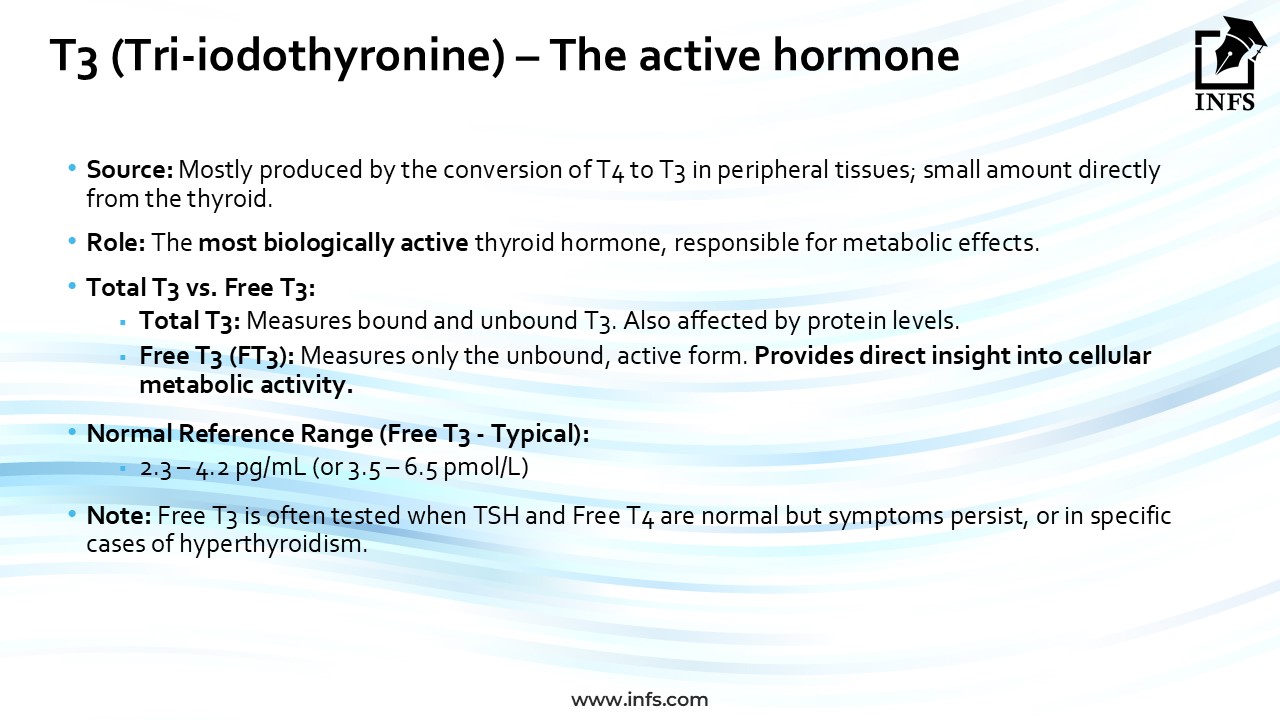 T3 (Tri-iodothyronine) – The active hormone
INFS
• Source: Mostly produced by the conversion of T4 to T3 in peripheral tissues; small amount directly
from the thyroid.
• Role: The most biologically active thyroid hormone, responsible for metabolic effects.
• Total T3 vs. Free T3:
▪ Total T3: Measures bound and unbound T3. Also affected by protein levels.
▪ Free T3 (FT3): Measures only the unbound, active form. Provides direct insight into cellular
metabolic activity.
• Normal Reference Range (Free T3 - Typical):
▪ 2.3 – 4.2 pg/mL (or 3.5 – 6.5 pmol/L)
• Note: Free T3 is often tested when TSH and Free T4 are normal but symptoms persist, or in specific
cases of hyperthyroidism.
www.infs.com